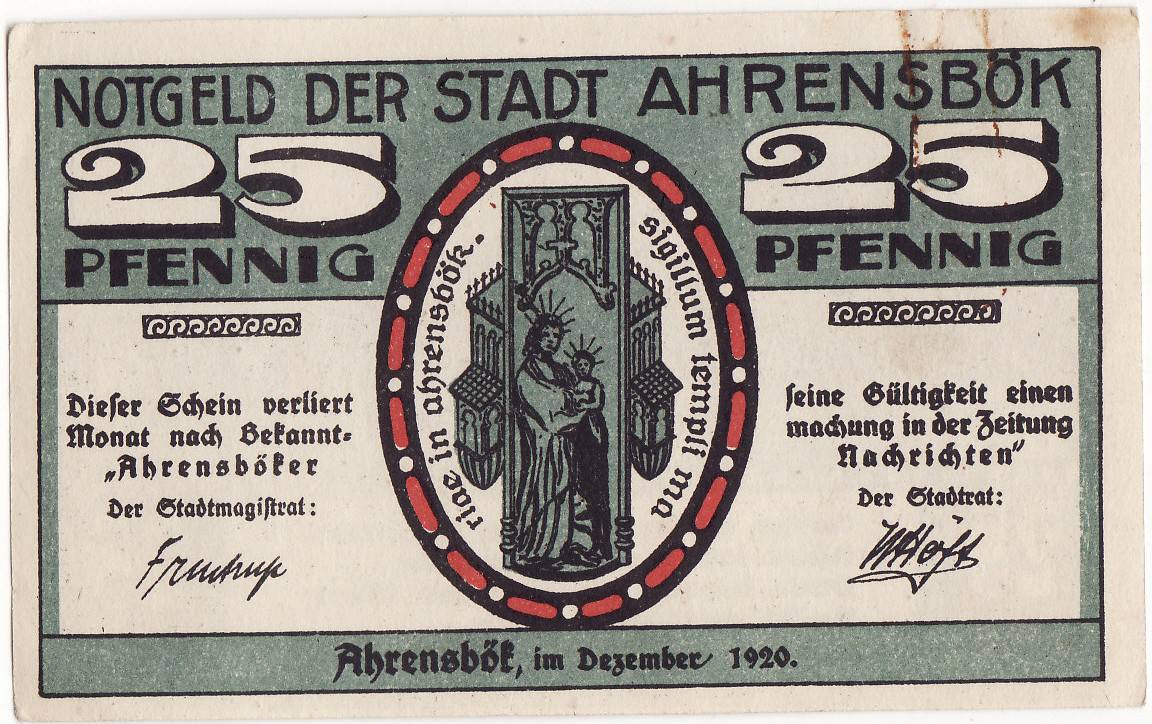 NOTGELD DER STADT AHRENSBÖK
25 25
PFENNIG PFENNIG
sigillum templi ma
riae in ahrensbök.
Dieser Schein verliert seine Gültigkeit einen
Monat nach Bekannt= machung in der Zeitung
„Ahrensböker Nachrichten“
Der Stadtmagistrat: Der Stadtrat:
Ahrensbök, im Dezember 1920.